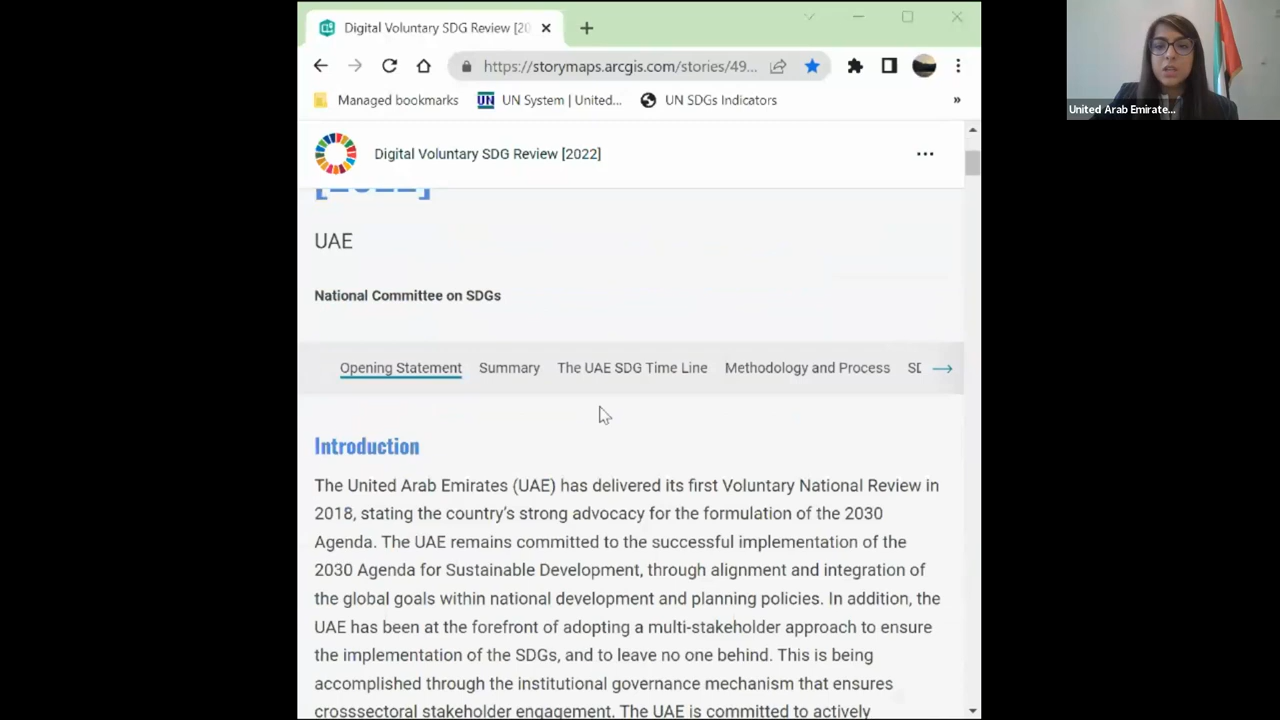 Digital Voluntary SDG Review [20
https://storymaps.arcgis.com/stories/49...
Managed bookmarks
UN
UN System | United...
UN SDGs Indicators
»
Digital Voluntary SDG Review [2022]
[2022]
UAE
National Committee on SDGs
Opening Statement
Summary
The UAE SDG Time Line
Methodology and Process
Introduction
The United Arab Emirates (UAE) has delivered its first Voluntary National Review in
2018, stating the country's strong advocacy for the formulation of the 2030
Agenda. The UAE remains committed to the successful implementation of the
2030 Agenda for Sustainable Development, through alignment and integration of
the global goals within national development and planning policies. In addition, the
UAE has been at the forefront of adopting a multi-stakeholder approach to ensure
the implementation of the SDGs, and to leave no one behind. This is being
accomplished through the institutional governance mechanism that ensures
crosssectoral stakeholder engagement. The UAE is committed to actively
United Arab Emirate...